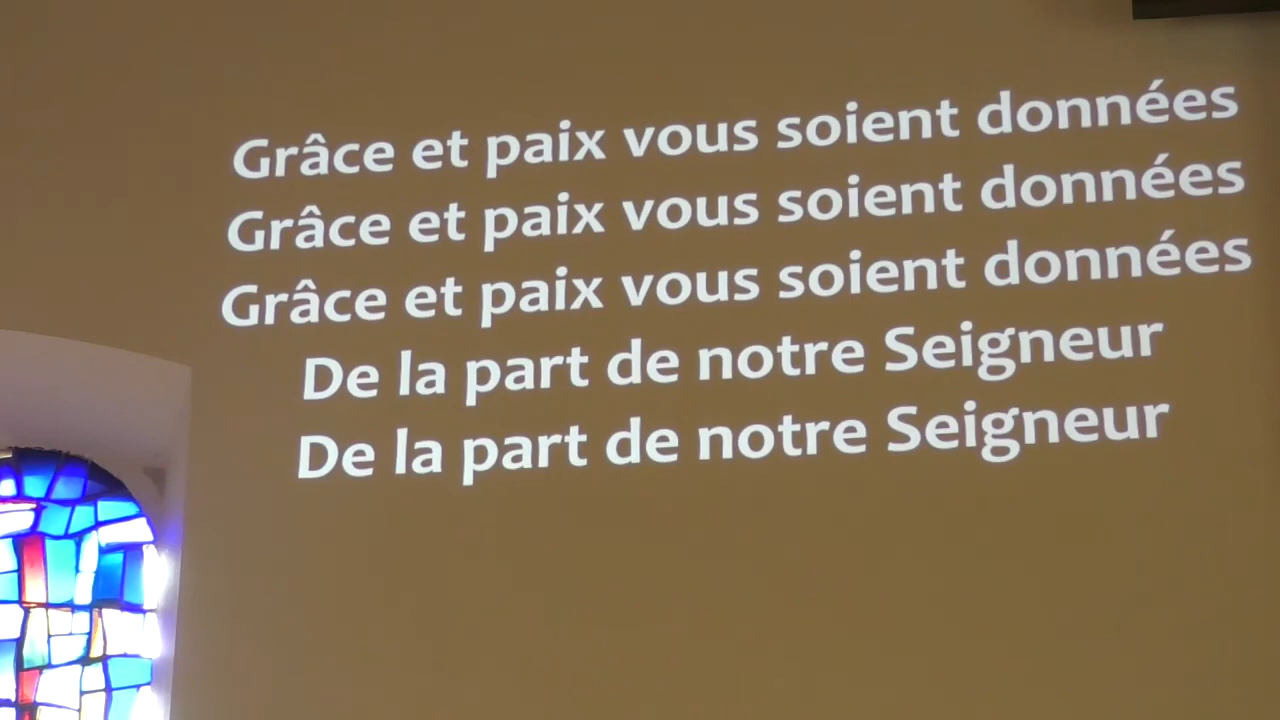 Grâce et paix vous soient données
Grâce et paix vous soient données
Grâce et paix vous soient données
De la part de notre Seigneur
De la part de notre Seigneur